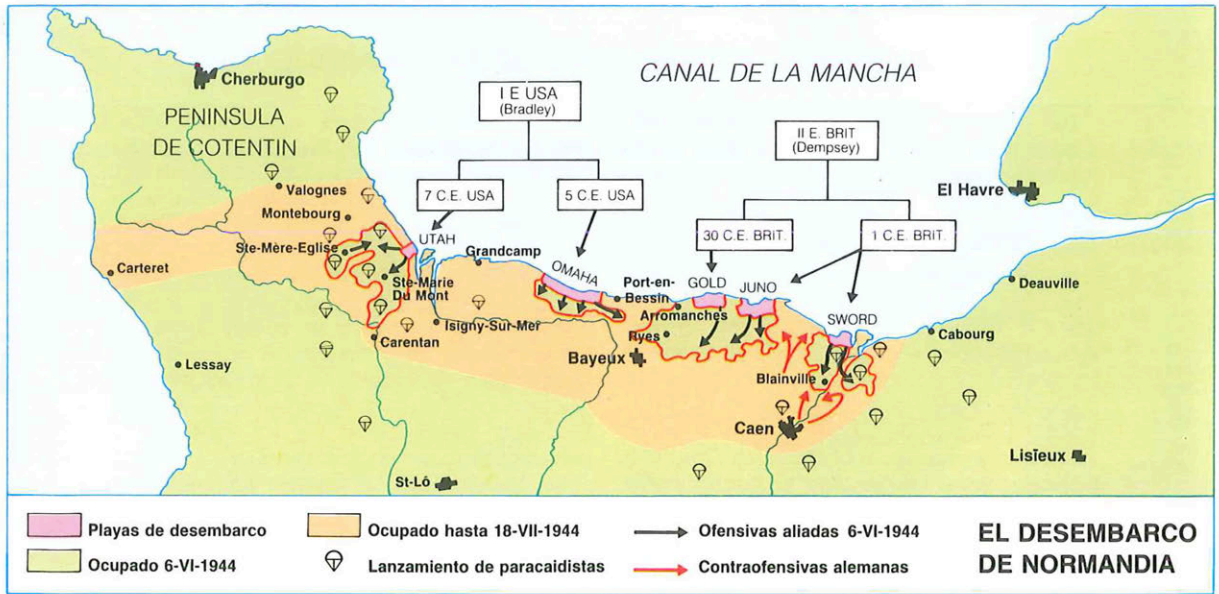 CANAL DE LA MANCHA
Cherburgo
PENINSULA
DE COTENTIN
I E USA
(Bradley)
II E. BRIT
(Dempsey)
7 C.E. USA
5 C.E. USA
30 C.E. BRIT.
1 C.E. BRIT.
El Havre
Valognes
Montebourg
Ste-Mère-Eglise
UTAH
Grandcamp
Carteret
Ste-Marie
Du Mont
OMAHA
Port-en-
Bessin
GOLD
JUNO
Deauville
Arromanches
Isigny-Sur-Mer
SWORD
Cabourg
Carentan
Ryes
Bayeux
Lessay
Blainville
Caen
Lisïeux
St-Lô
Playas de desembarco
Ocupado hasta 18-VII-1944
Ofensivas aliadas 6-VI-1944
Ocupado 6-VI-1944
Lanzamiento de paracaidistas
Contraofensivas alemanas
EL DESEMBARCO
DE NORMANDIA